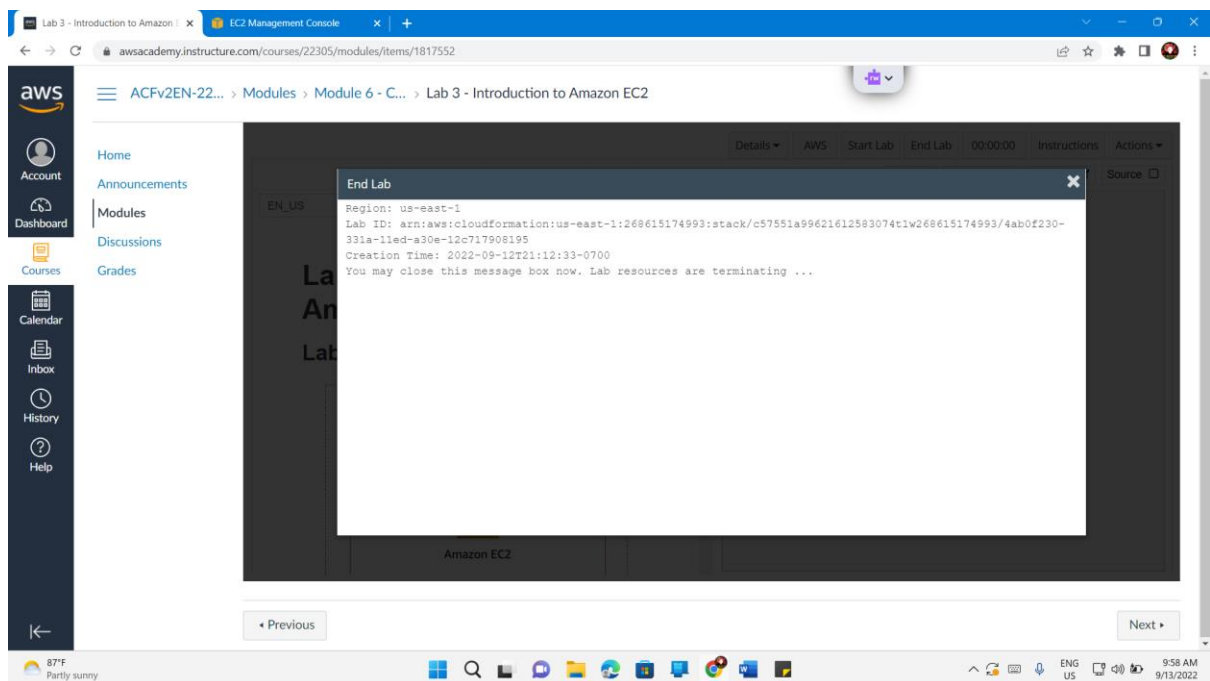 Lab 3 - Introduction to Amazon E
EC2 Management Console
awsacademy.instructure.com/courses/22305/modules/items/1817552
aws
ACFv2EN-22... > Modules > Module 6 - C... > Lab 3 - Introduction to Amazon EC2
Account
Dashboard
Courses
Calendar
Inbox
History
Help
Home
Announcements
Modules
Discussions
Grades
Details AWS Start Lab End Lab 00:00:00 Instructions Actions
Source
EN_US
End Lab
Region: us-east-1
Lab ID: arn:aws:cloudformation:us-east-1:268615174993:stack/c57551a99621612583074t1w268615174993/4ab0f230-
331a-11ed-a30e-12c717908195
Creation Time: 2022-09-12T21:12:33-0700
You may close this message box now. Lab resources are terminating ...
La
Am
Lab
Amazon EC2
Previous
Next
87°F
Partly sunny
ENG
US
9:58 AM
9/13/2022